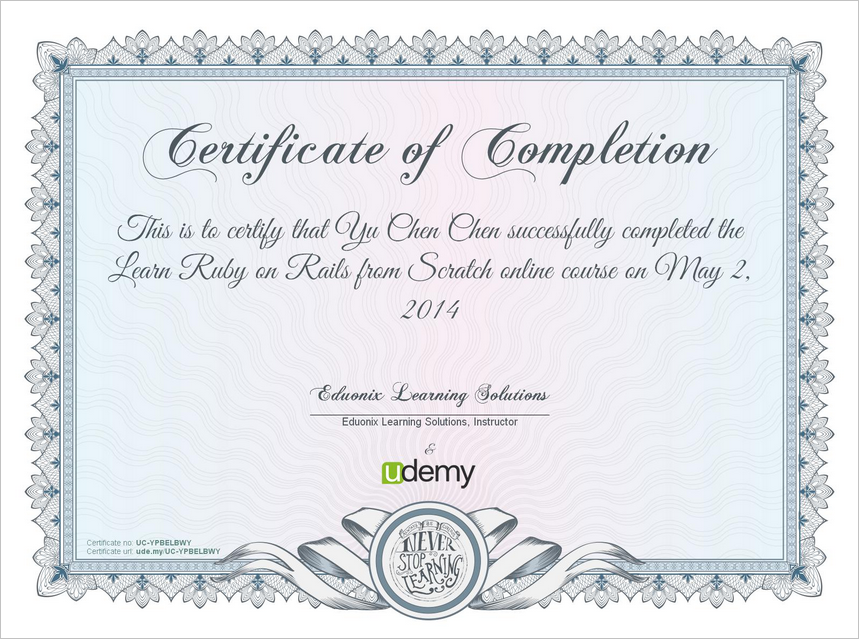 Certificate of Completion
This is to certify that Yu Chen Chen successfully completed the
Learn Ruby on Rails from Scratch online course on May 2,
2014
Eduonix Learning Solutions
Eduonix Learning Solutions, Instructor
&
udemy
NEVER
STOP
LEARNING
Certificate no: UC-YPBELBWY
Certificate url: ude.my/UC-YPBELBWY